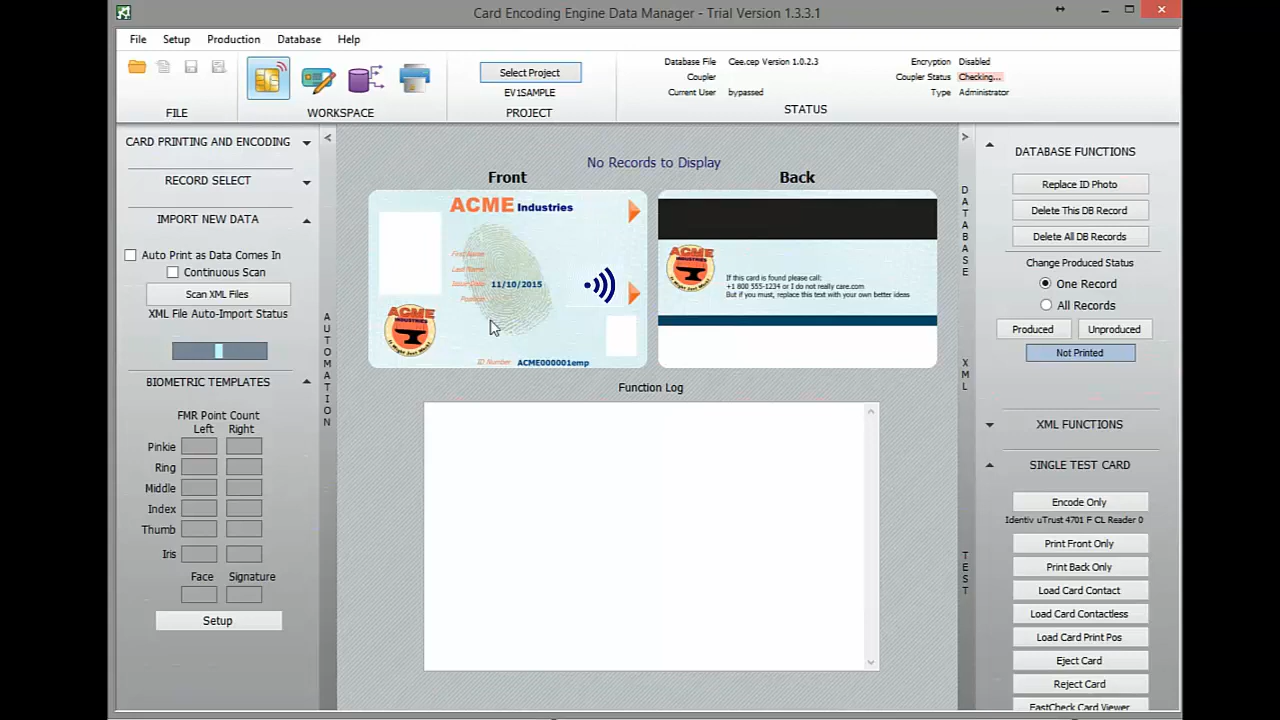 Card Encoding Engine Data Manager - Trial Version 1.3.3.1
File Setup Production Database Help
FILE
WORKSPACE
Select Project
EV1SAMPLE
PROJECT
Database File Cee.cep Version 1.0.2.3
Coupler
Current User bypassed
Encryption Disabled
Coupler Status Checking...
Type Administrator
STATUS
CARD PRINTING AND ENCODING
RECORD SELECT
IMPORT NEW DATA
Auto Print as Data Comes In
Continuous Scan
Scan XML Files
XML File Auto-Import Status
BIOMETRIC TEMPLATES
FMR Point Count
Left Right
Pinkie
Ring
Middle
Index
Thumb
Iris
Face Signature
Setup
AUTOMATION
No Records to Display
Front
Back
ACME Industries
First Name
Last Name
Issue Date 11/10/2015
Position
ACME
INDUSTRIES
It Might Just Work!
ID Number ACME000001emp
ACME
INDUSTRIES
It Might Just Work!
If this card is found please call:
+1 800 555-1234 or I do not really care.com
But if you must, replace this text with your own better ideas
Function Log
DATABASE
XML
TEST
DATABASE FUNCTIONS
Replace ID Photo
Delete This DB Record
Delete All DB Records
Change Produced Status
One Record
All Records
Produced Unproduced
Not Printed
XML FUNCTIONS
SINGLE TEST CARD
Encode Only
Identiv uTrust 4701 F CL Reader 0
Print Front Only
Print Back Only
Load Card Contact
Load Card Contactless
Load Card Print Pos
Eject Card
Reject Card
FastCheck Card Viewer